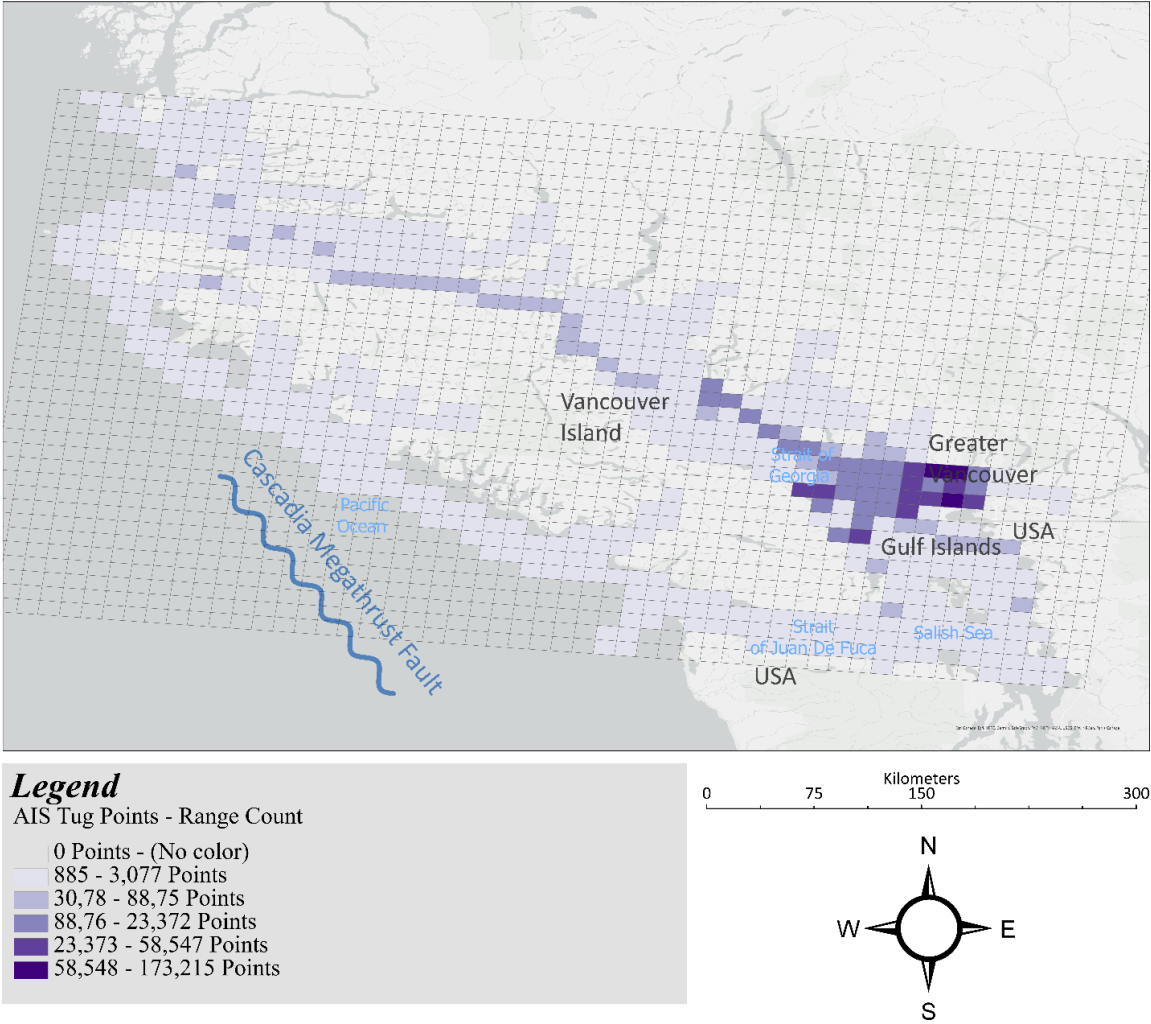 Vancouver
Island
Greater
Vancouver
Strait of
Georgia
Cascadia Megathrust Fault
Pacific
Ocean
USA
Gulf Islands
Strait
of Juan De Fuca
Salish Sea
USA
Legend
AIS Tug Points - Range Count
0 Points - (No color)
885 - 3,077 Points
30,78 - 88,75 Points
88,76 - 23,372 Points
23,373 - 58,547 Points
58,548 - 173,215 Points
Kilometers
0 75 150 300
N
W E
S